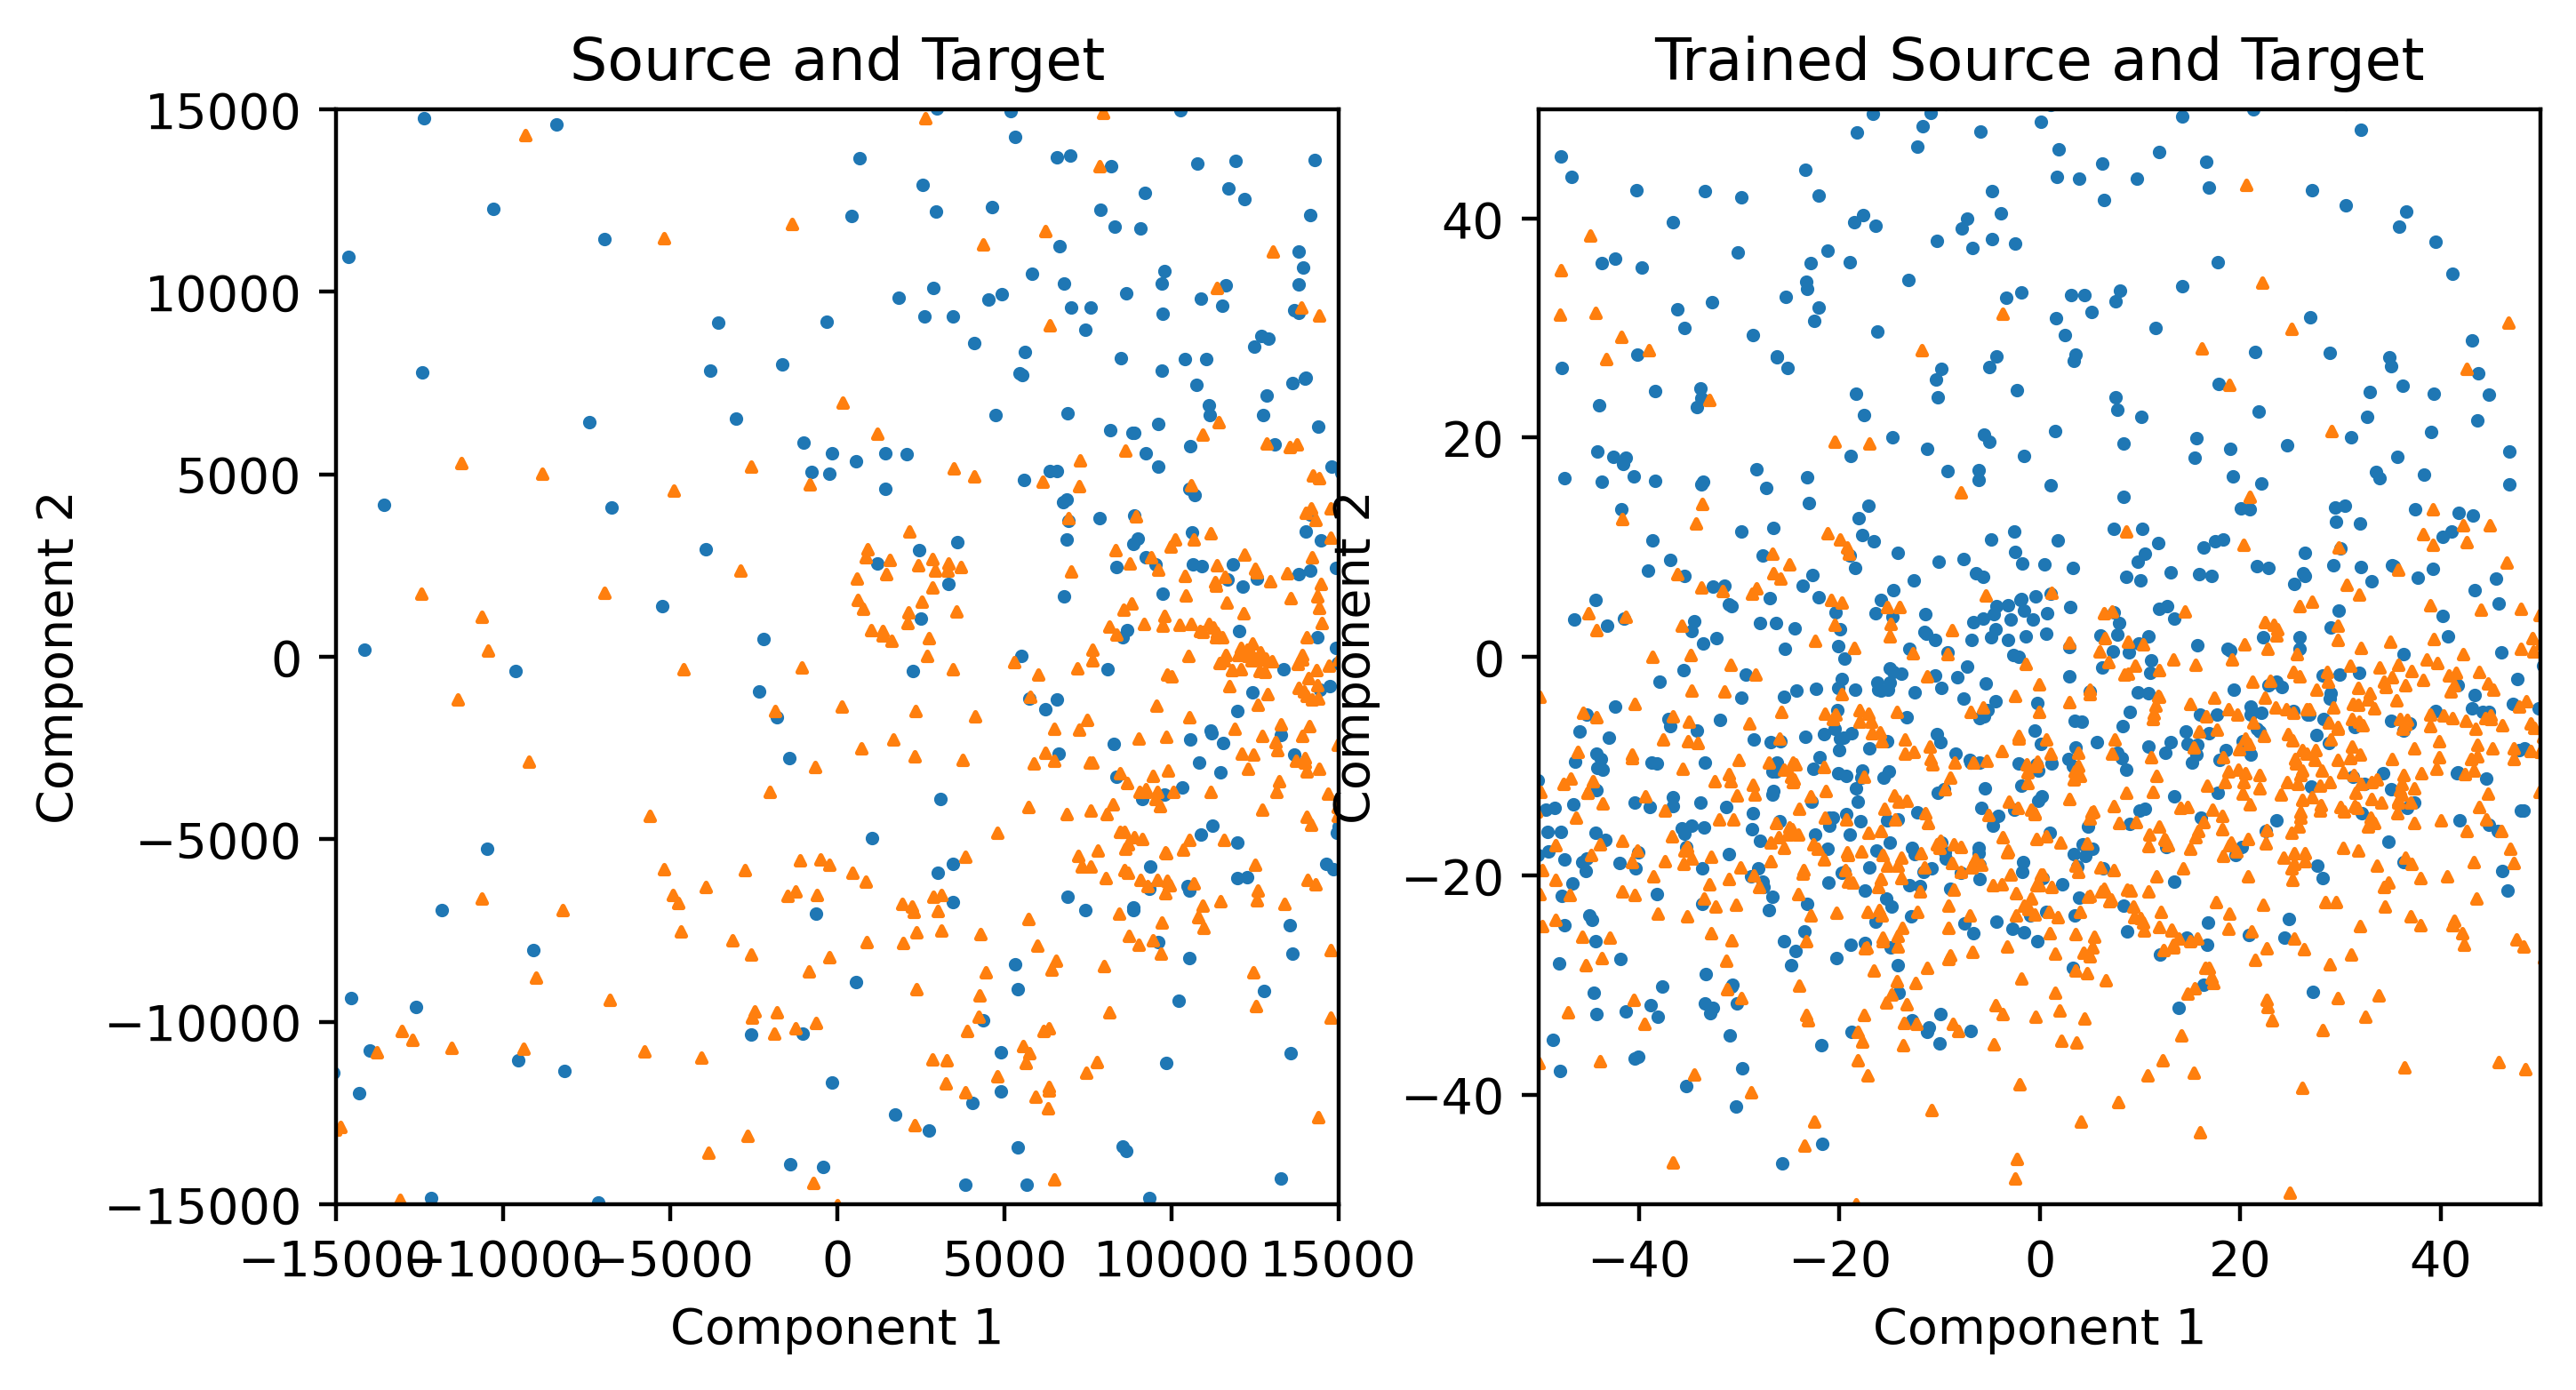 Source and Target
15000
10000
5000
0
−5000
−10000
−15000
Component 2
−15000 −10000 −5000 0 5000 10000 15000
Component 1
Trained Source and Target
40
20
0
−20
−40
Component 2
−40 −20 0 20 40
Component 1